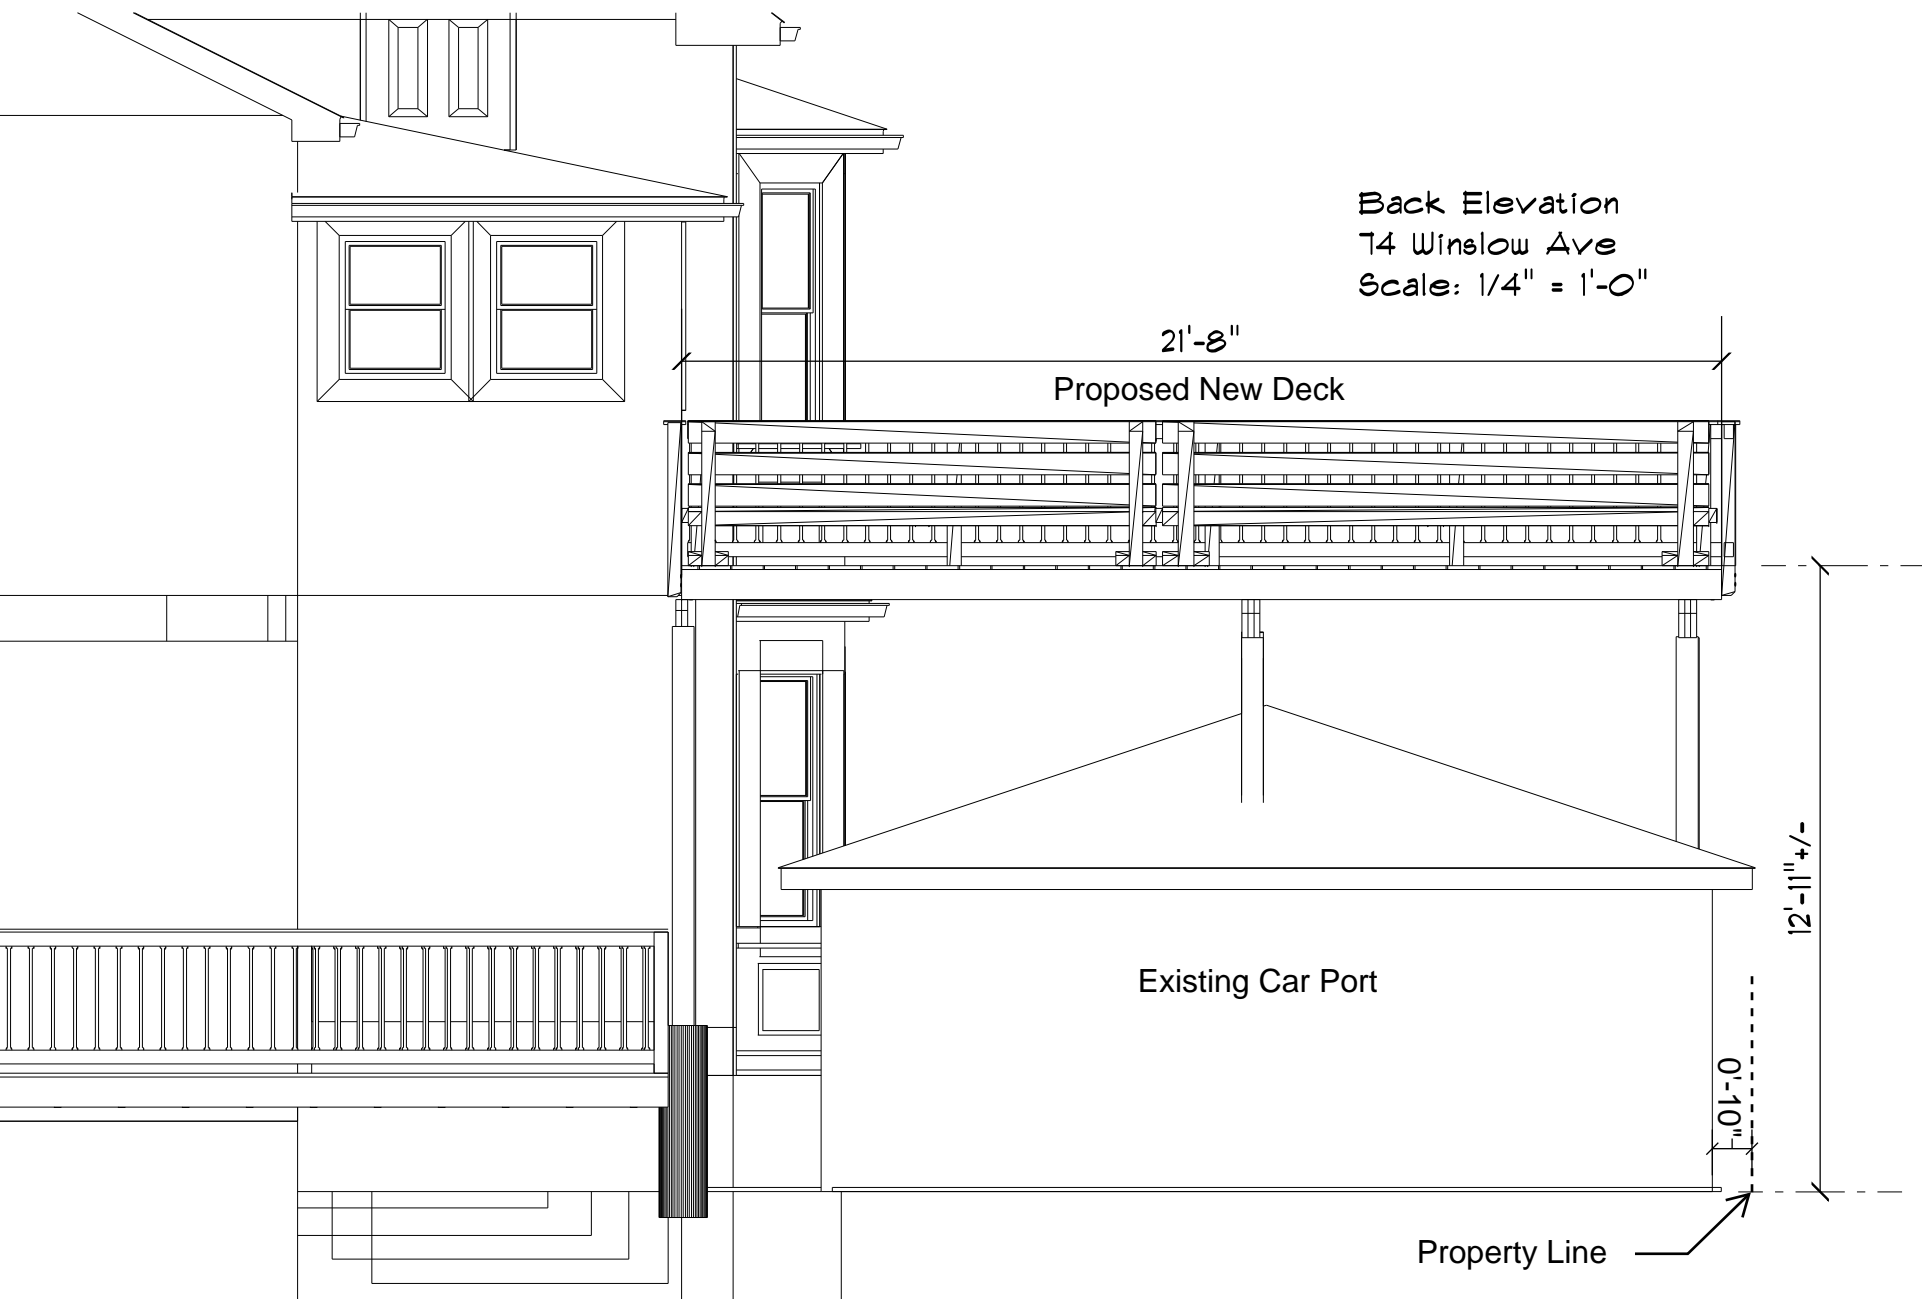 Back Elevation
74 Winslow Ave
Scale: 1/4" = 1'-0"
21'-8"
Proposed New Deck
12'-11"+/-
Existing Car Port
0'-10"
Property Line